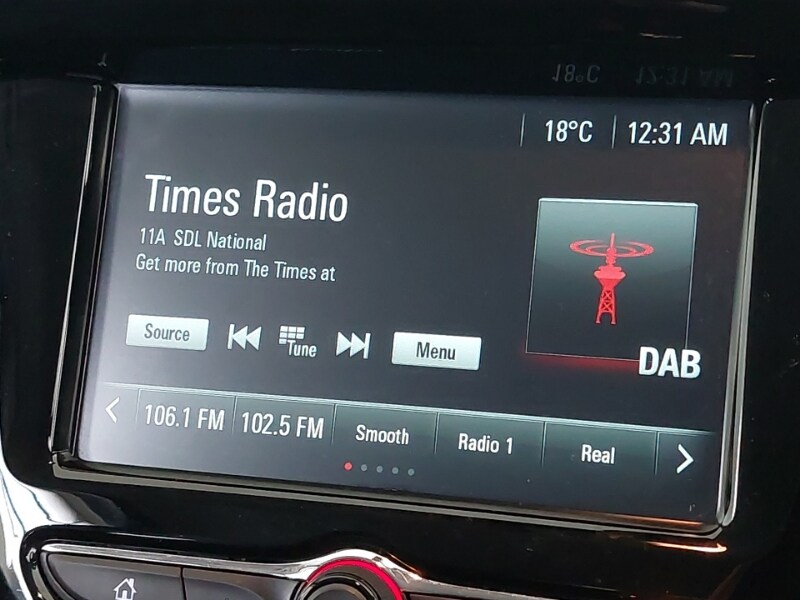 18°C 12:31 AM
Times Radio
11A SDL National
Get more from The Times at
DAB
Source Tune Menu
106.1 FM 102.5 FM Smooth Radio 1 Real